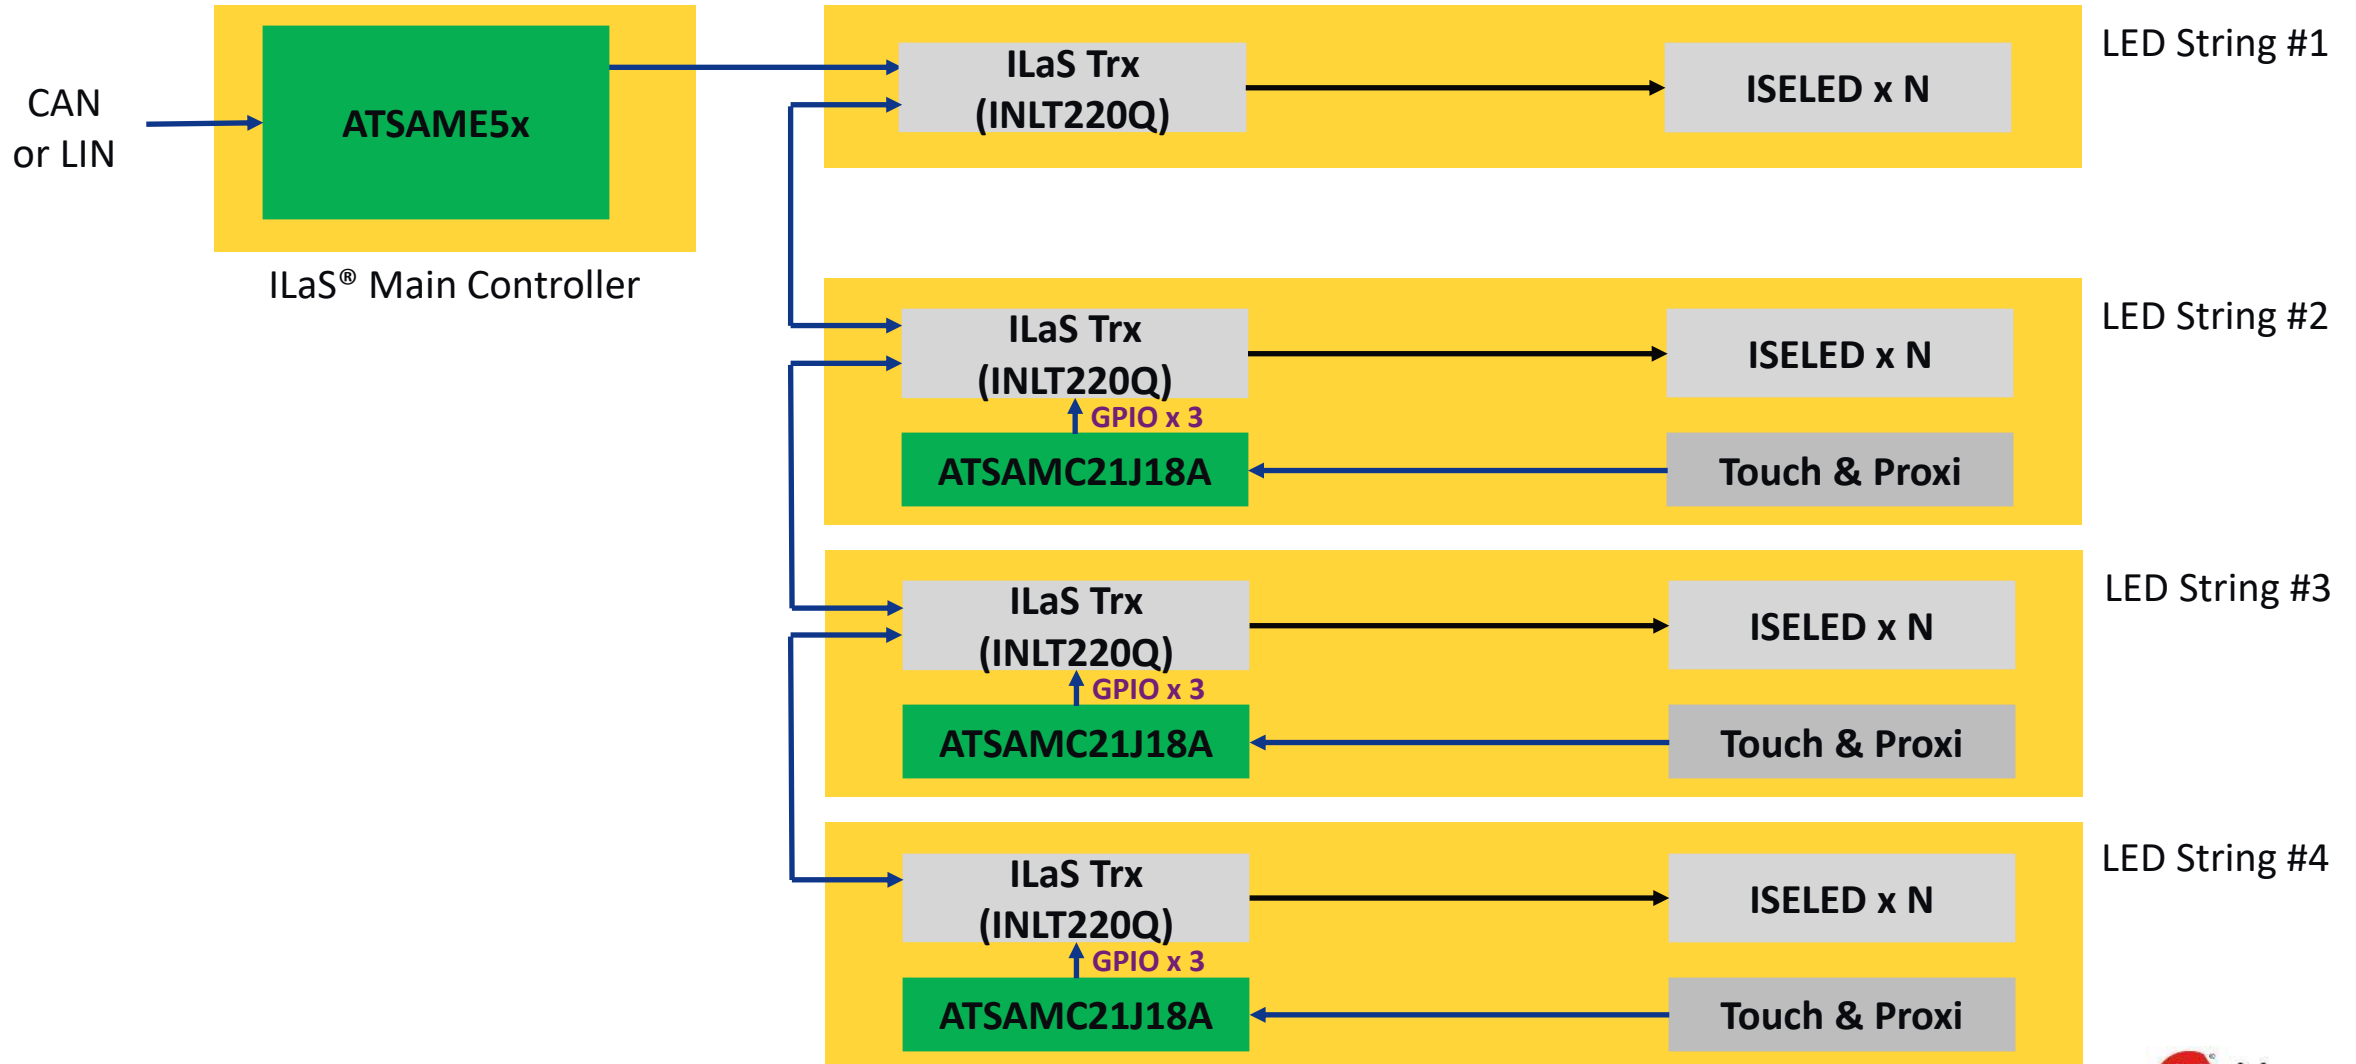 CAN
or LIN
ATSAME5x
ILaS® Main Controller
ILaS Trx
(INLT220Q)
ISELED x N
LED String #1
ILaS Trx
(INLT220Q)
ISELED x N
LED String #2
GPIO x 3
ATSAMC21J18A
Touch & Proxi
ILaS Trx
(INLT220Q)
ISELED x N
LED String #3
GPIO x 3
ATSAMC21J18A
Touch & Proxi
ILaS Trx
(INLT220Q)
ISELED x N
LED String #4
GPIO x 3
ATSAMC21J18A
Touch & Proxi